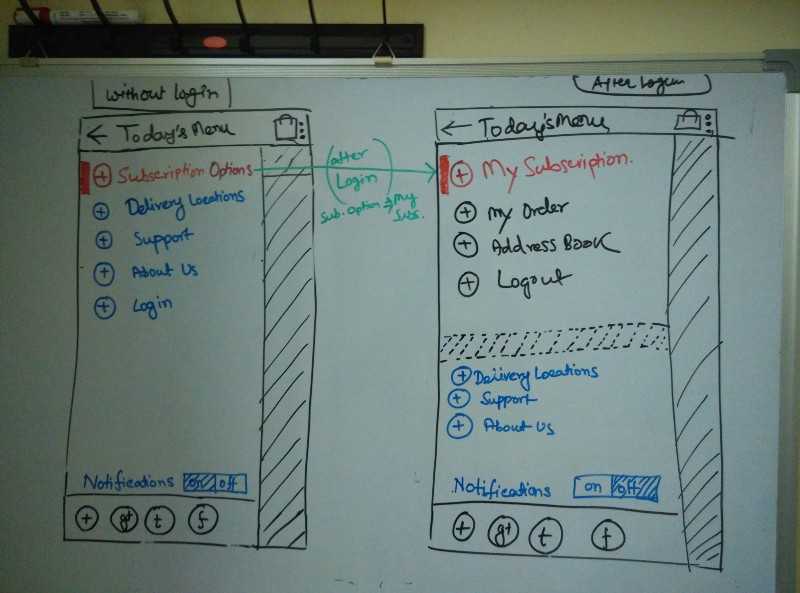 without login
← Today's Menu
+ Subscription Options
+ Delivery Locations
+ Support
+ About Us
+ Login
Notifications on off
+ g+ t f
after
Login
Sub. Option → My
Subs.
After Login
← Today's Menu
+ My Subscription.
+ My Order
+ Address Book
+ Logout
+ Delivery Locations
+ Support
+ About Us
Notifications on off
+ g+ t f